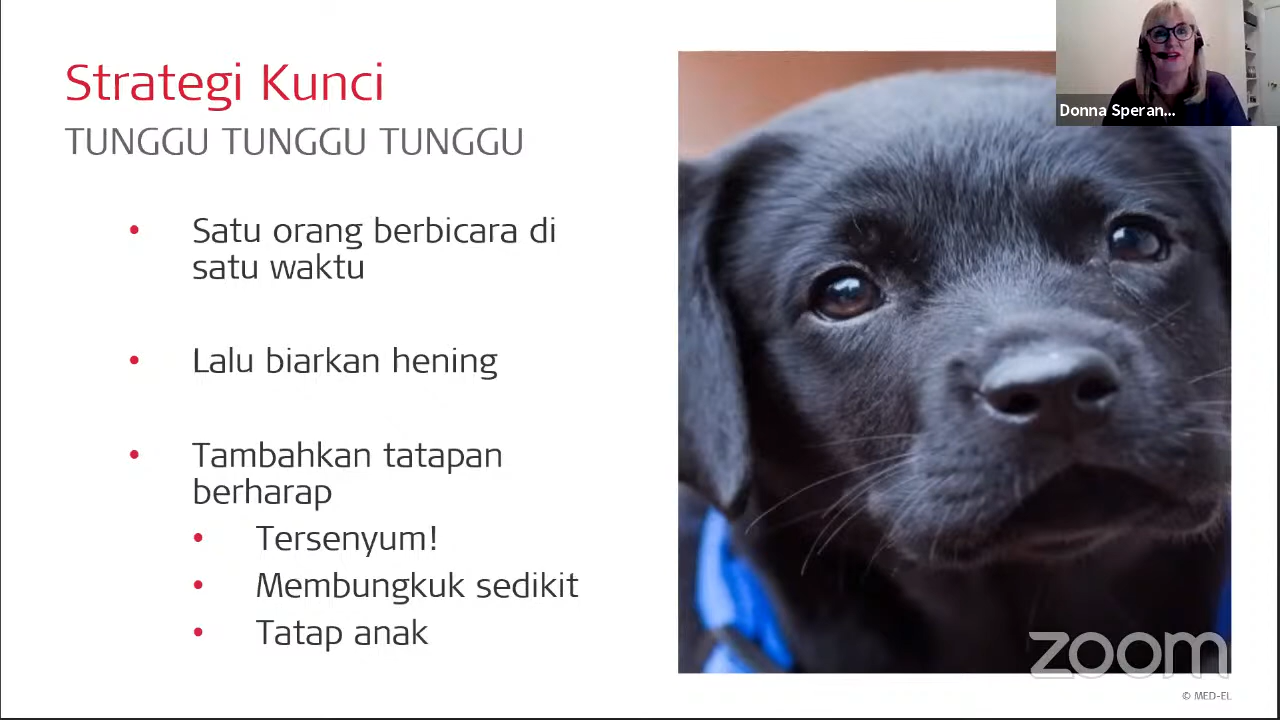 Strategi Kunci
TUNGGU TUNGGU TUNGGU
• Satu orang berbicara di
satu waktu
• Lalu biarkan hening
• Tambahkan tatapan
berharap
• Tersenyum!
• Membungkuk sedikit
• Tatap anak
Donna Speran...
zoom
© MED-EL